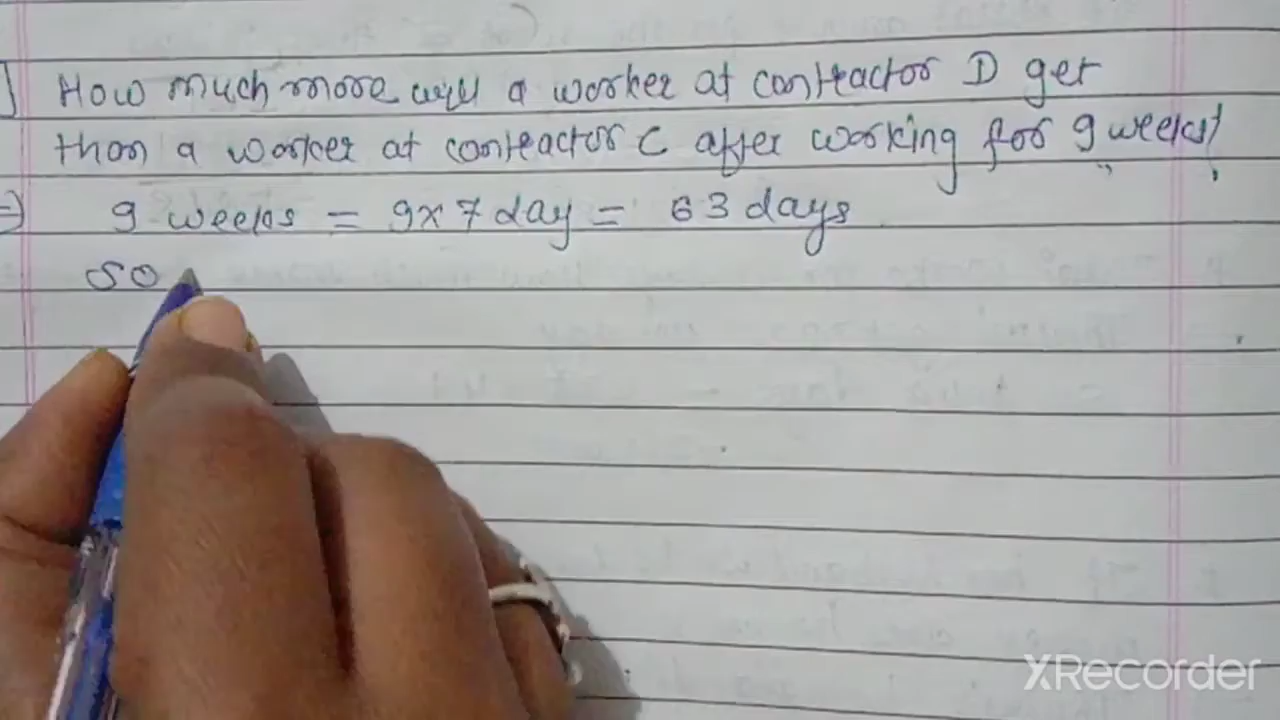 How much more will a worker at contractor D get
than a worker at contractor C after working for 9 weeks?
⇒ 9 weeks = 9x7 day = 63 days
so
XRecorder